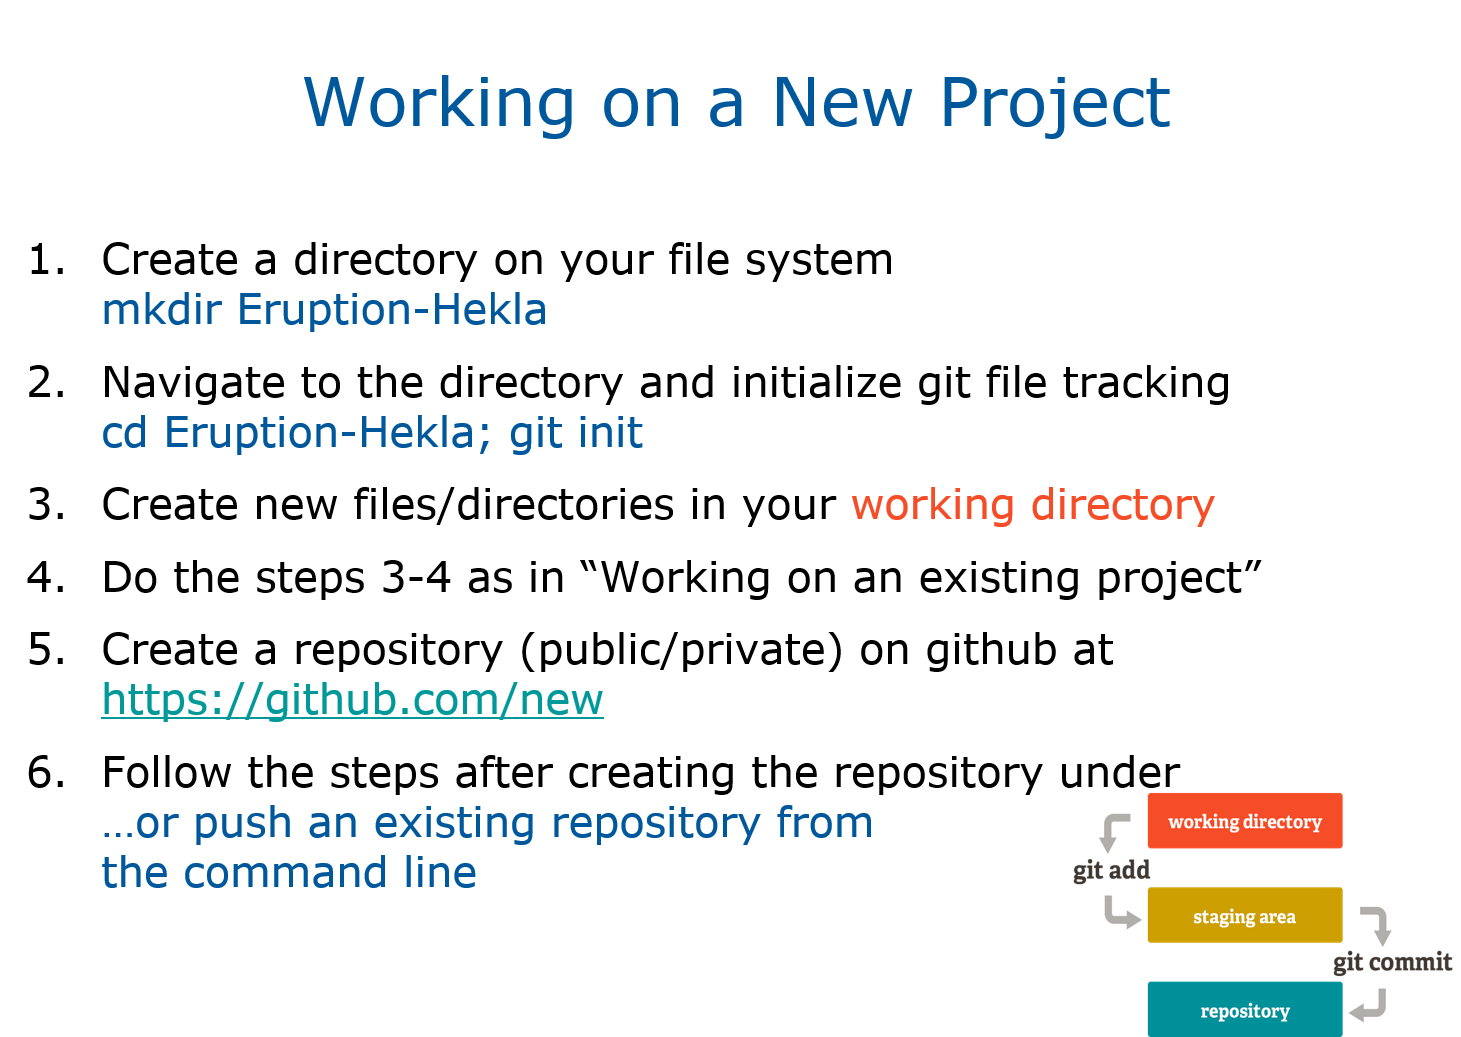 Working on a New Project
1. Create a directory on your file system
mkdir Eruption-Hekla
2. Navigate to the directory and initialize git file tracking
cd Eruption-Hekla; git init
3. Create new files/directories in your working directory
4. Do the steps 3-4 as in “Working on an existing project”
5. Create a repository (public/private) on github at
https://github.com/new
6. Follow the steps after creating the repository under
…or push an existing repository from
the command line
working directory
git add
staging area
git commit
repository